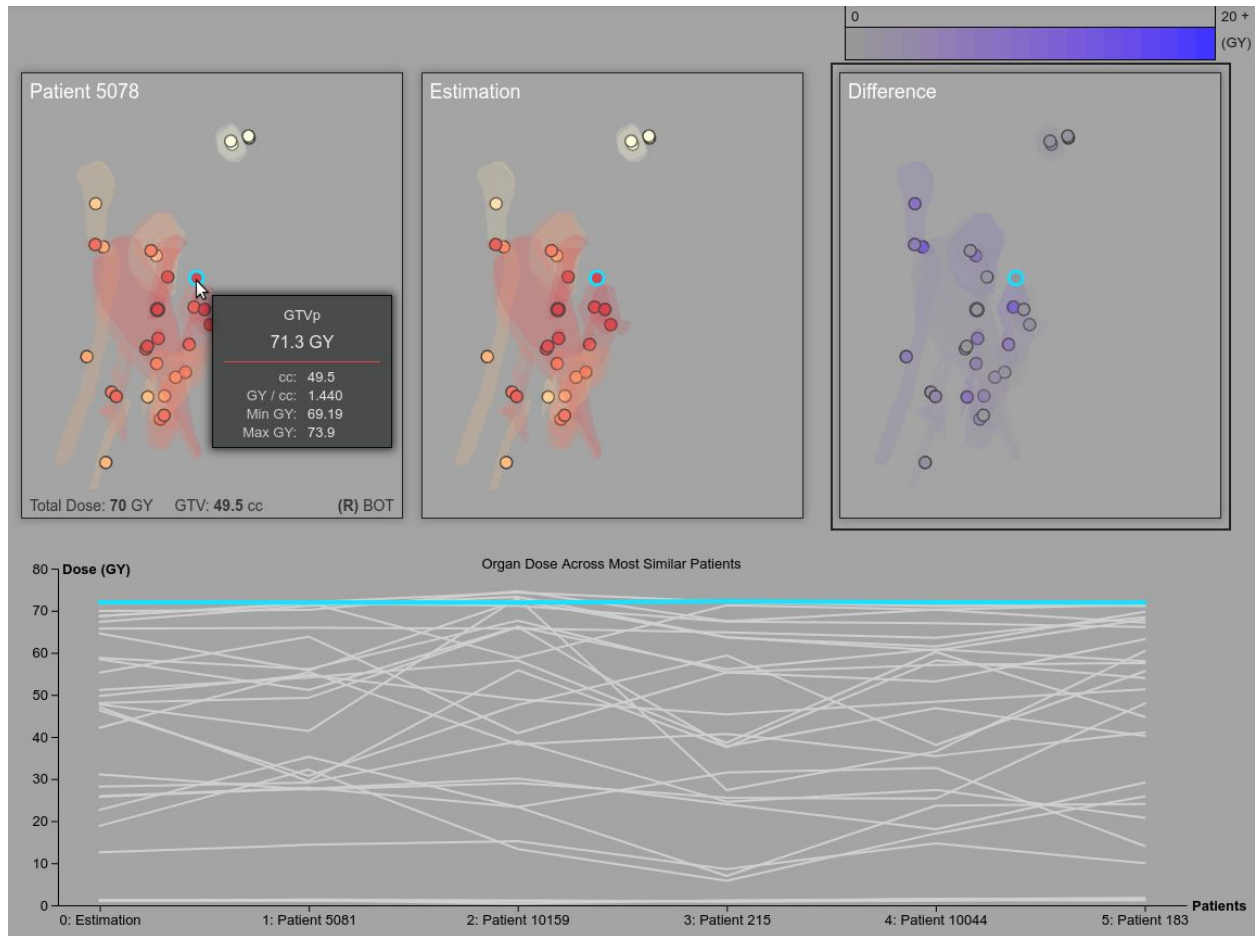 0
20 +
(GY)
Patient 5078
Estimation
Difference
GTVp
71.3 GY
cc: 49.5
GY / cc: 1.440
Min GY: 69.19
Max GY: 73.9
Total Dose: 70 GY GTV: 49.5 cc (R) BOT
Organ Dose Across Most Similar Patients
Dose (GY)
80
70
60
50
40
30
20
10
0
0: Estimation
1: Patient 5081
2: Patient 10159
3: Patient 215
4: Patient 10044
5: Patient 183
Patients